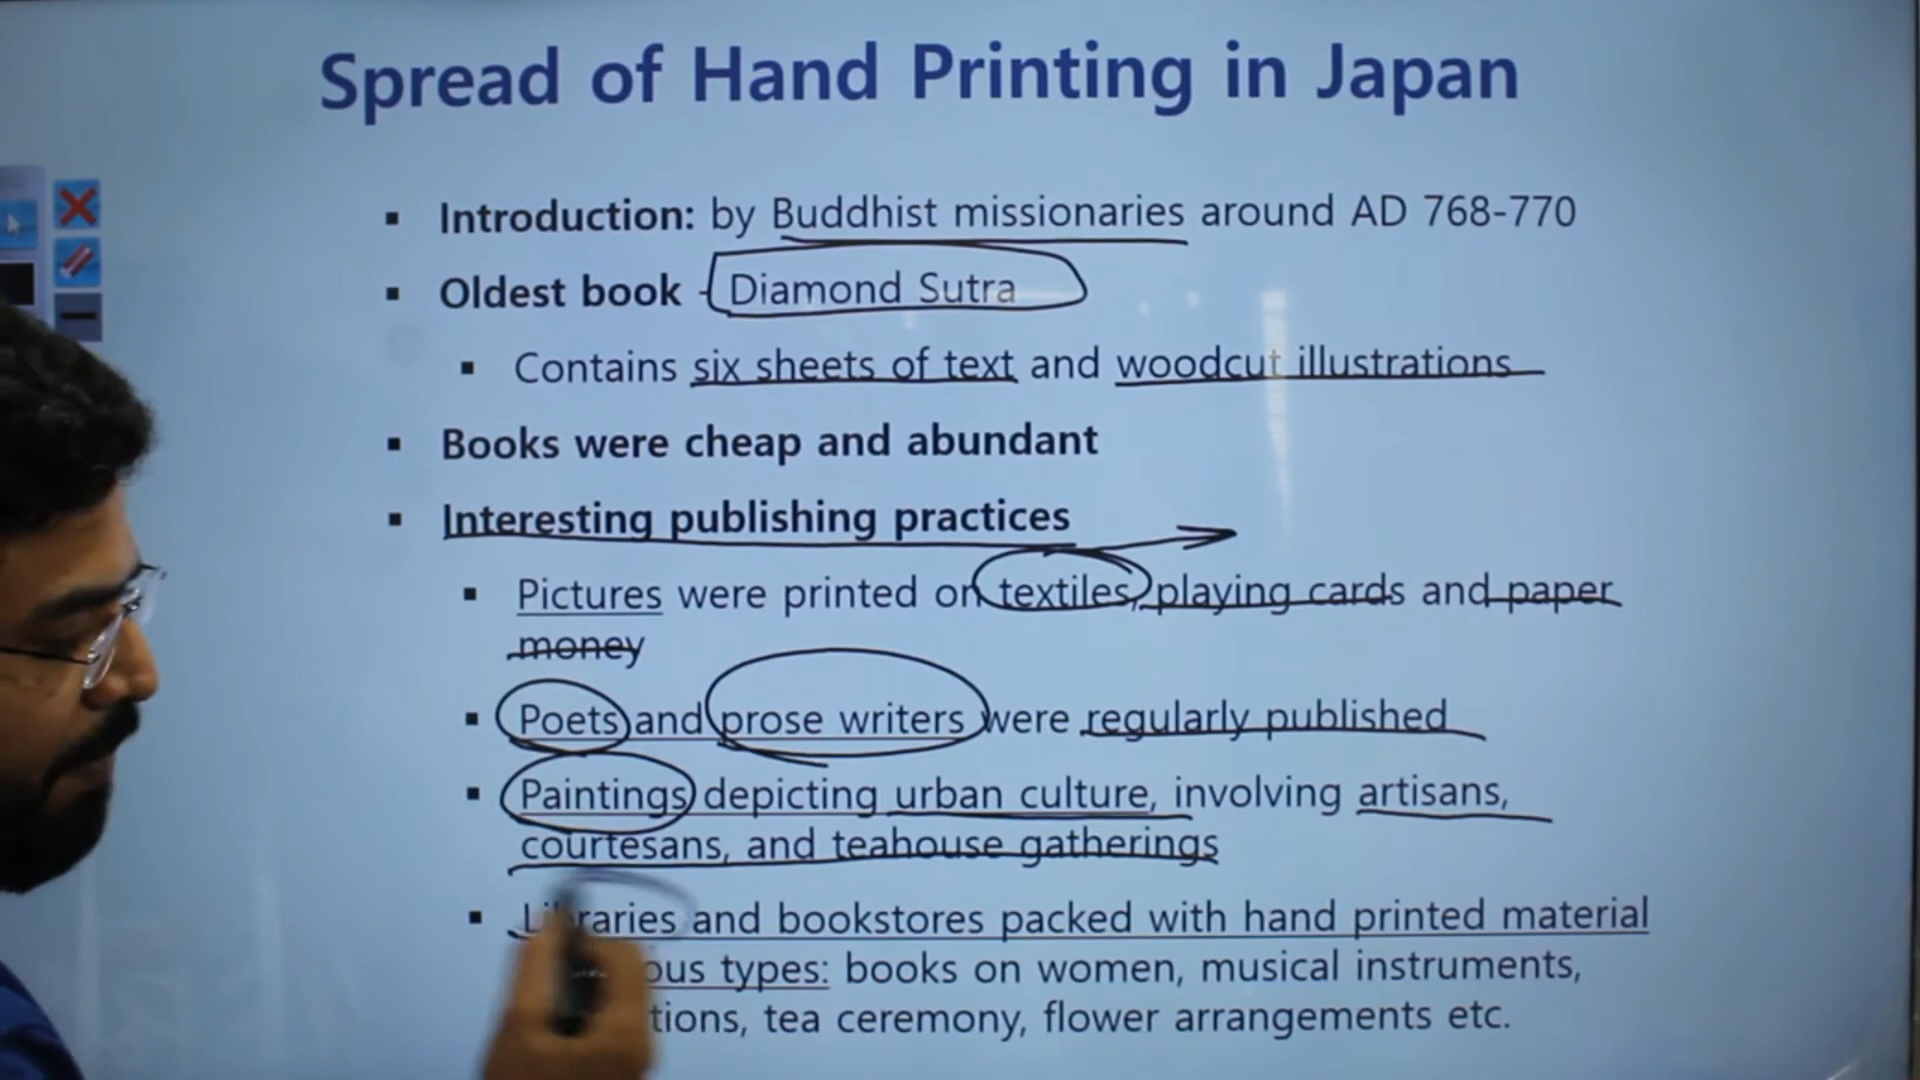 Spread of Hand Printing in Japan
▪ Introduction: by Buddhist missionaries around AD 768-770
▪ Oldest book - Diamond Sutra
▪ Contains six sheets of text and woodcut illustrations
▪ Books were cheap and abundant
▪ Interesting publishing practices
▪ Pictures were printed on textiles, playing cards and paper
money
▪ Poets and prose writers were regularly published
▪ Paintings depicting urban culture, involving artisans,
courtesans, and teahouse gatherings
▪ Libraries and bookstores packed with hand printed material
types: books on women, musical instruments,
tea ceremony, flower arrangements etc.